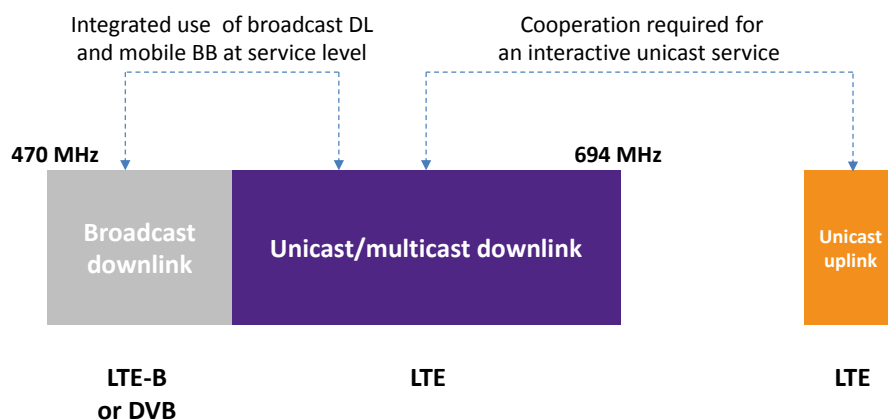 Integrated use of broadcast DL
and mobile BB at service level
Cooperation required for
an interactive unicast service
470 MHz
694 MHz
Broadcast
downlink
Unicast/multicast downlink
Unicast
uplink
LTE-B
or DVB
LTE
LTE